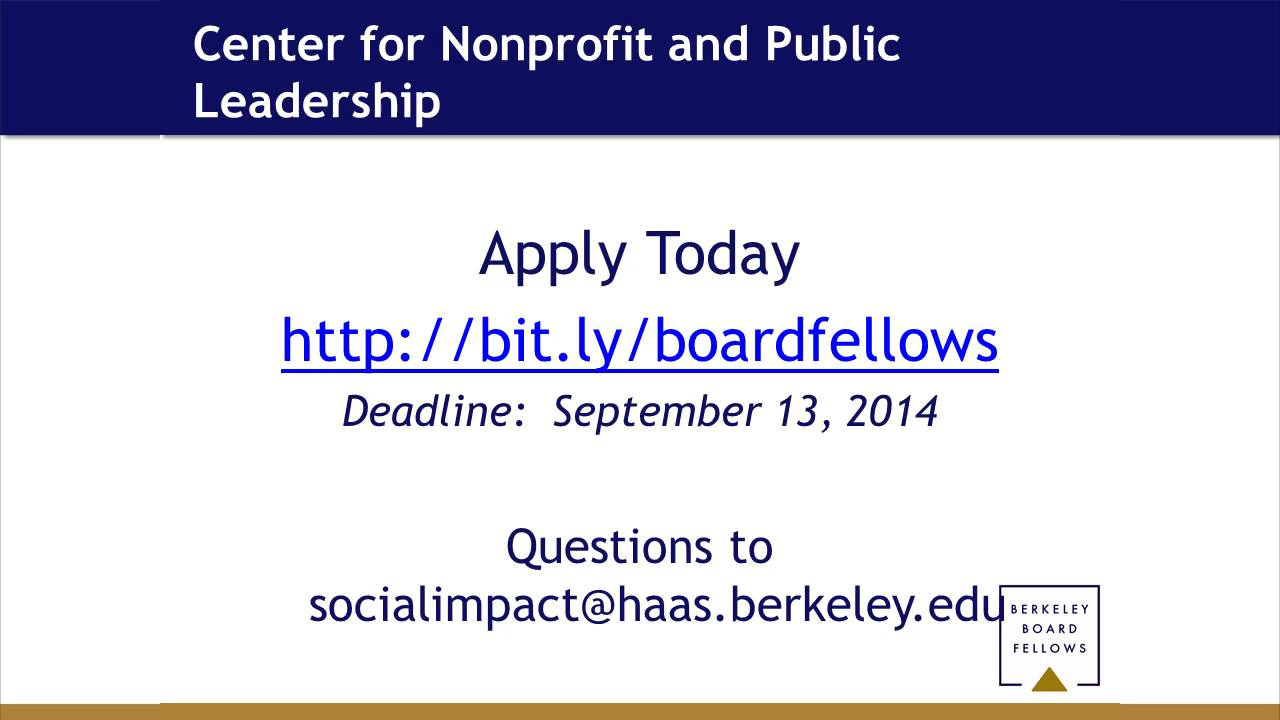 Center for Nonprofit and Public
Leadership
Apply Today
http://bit.ly/boardfellows
Deadline:  September 13, 2014
Questions to
socialimpact@haas.berkeley.edu
BERKELEY
BOARD
FELLOWS